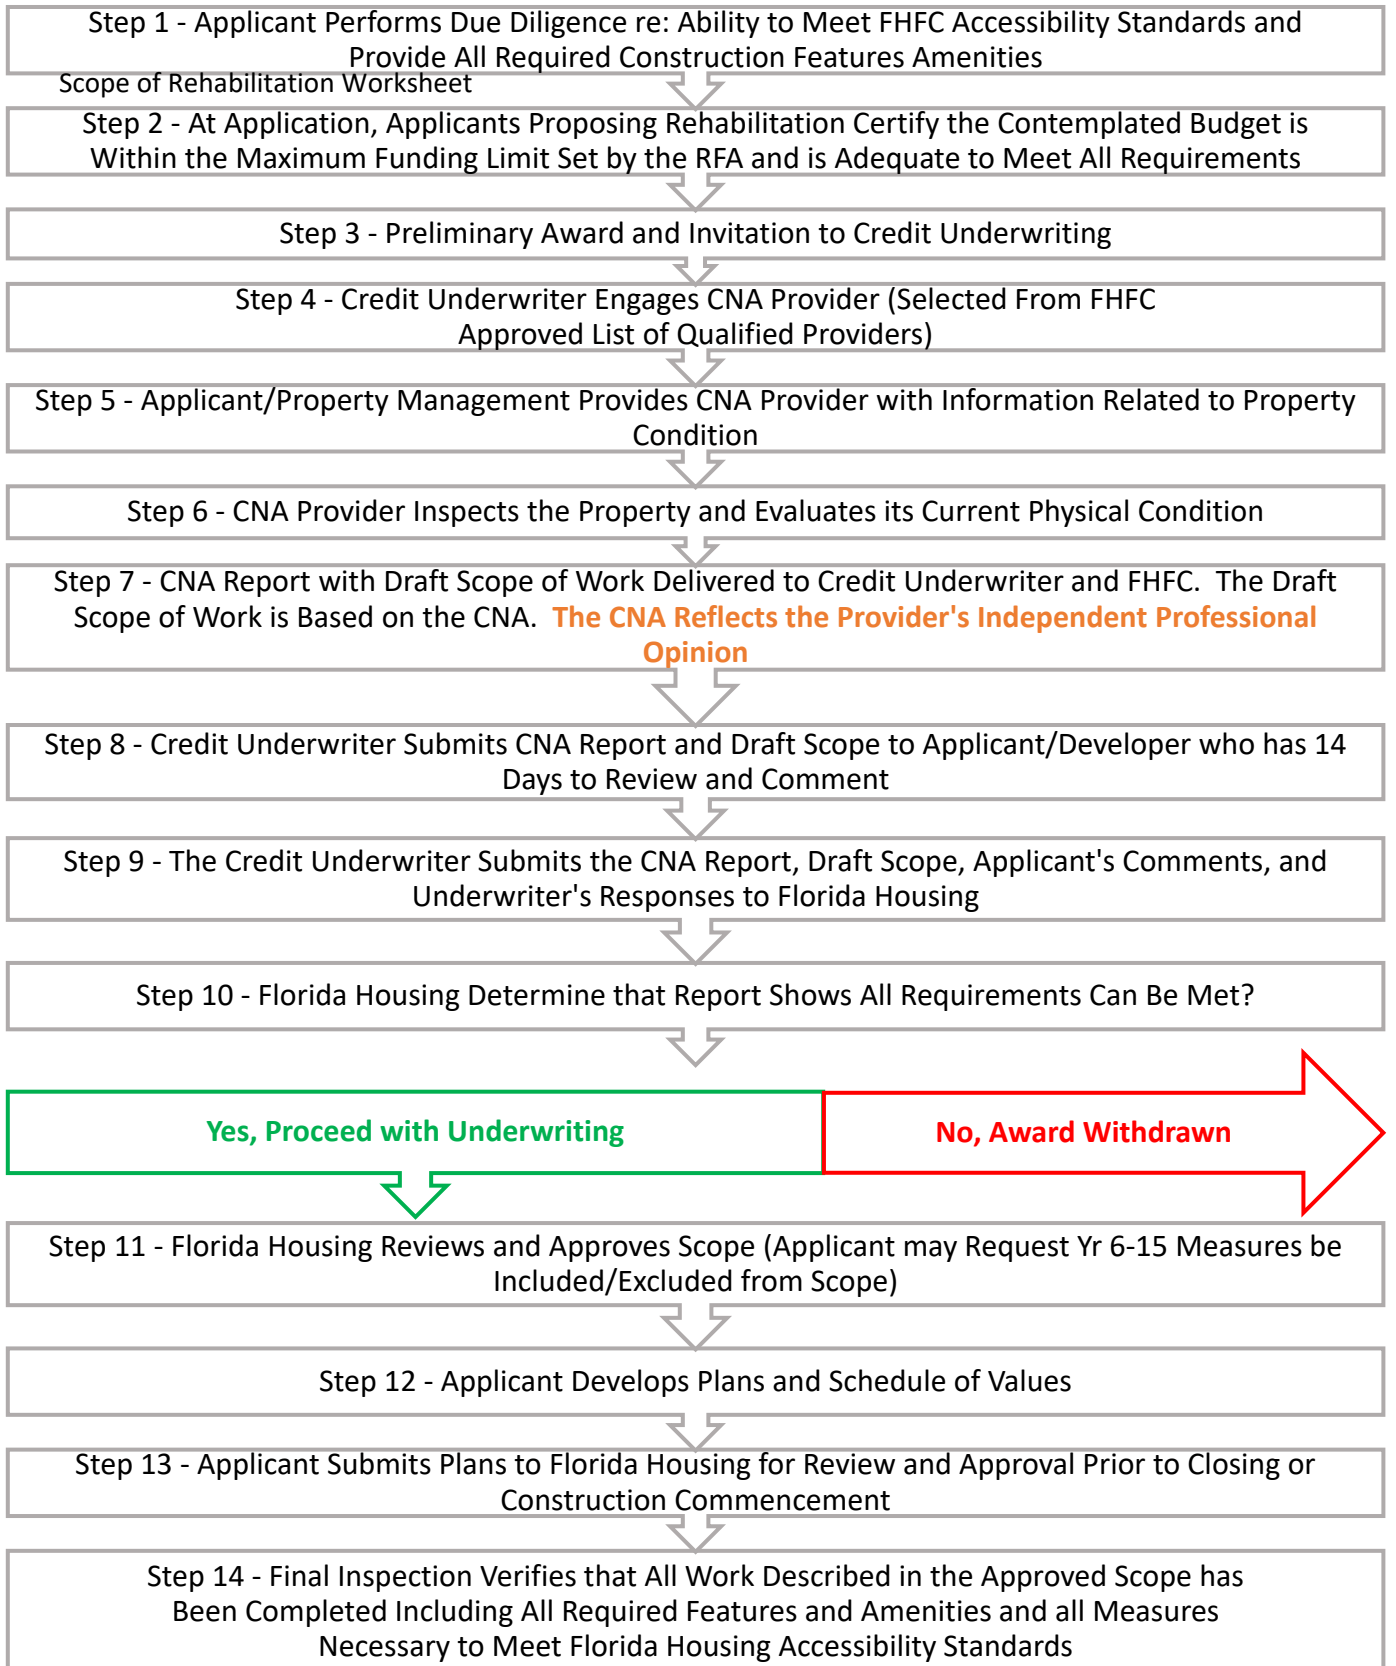 Step 1 - Applicant Performs Due Diligence re: Ability to Meet FHFC Accessibility Standards and
Provide All Required Construction Features Amenities
Scope of Rehabilitation Worksheet
Step 2 - At Application, Applicants Proposing Rehabilitation Certify the Contemplated Budget is
Within the Maximum Funding Limit Set by the RFA and is Adequate to Meet All Requirements
Step 3 - Preliminary Award and Invitation to Credit Underwriting
Step 4 - Credit Underwriter Engages CNA Provider (Selected From FHFC
Approved List of Qualified Providers)
Step 5 - Applicant/Property Management Provides CNA Provider with Information Related to Property
Condition
Step 6 - CNA Provider Inspects the Property and Evaluates its Current Physical Condition
Step 7 - CNA Report with Draft Scope of Work Delivered to Credit Underwriter and FHFC.  The Draft
Scope of Work is Based on the CNA.  The CNA Reflects the Provider's Independent Professional
Opinion
Step 8 - Credit Underwriter Submits CNA Report and Draft Scope to Applicant/Developer who has 14
Days to Review and Comment
Step 9 - The Credit Underwriter Submits the CNA Report, Draft Scope, Applicant's Comments, and
Underwriter's Responses to Florida Housing
Step 10 - Florida Housing Determine that Report Shows All Requirements Can Be Met?
Yes, Proceed with Underwriting
No, Award Withdrawn
Step 11 - Florida Housing Reviews and Approves Scope (Applicant may Request Yr 6-15 Measures be
Included/Excluded from Scope)
Step 12 - Applicant Develops Plans and Schedule of Values
Step 13 - Applicant Submits Plans to Florida Housing for Review and Approval Prior to Closing or
Construction Commencement
Step 14 - Final Inspection Verifies that All Work Described in the Approved Scope has
Been Completed Including All Required Features and Amenities and all Measures
Necessary to Meet Florida Housing Accessibility Standards